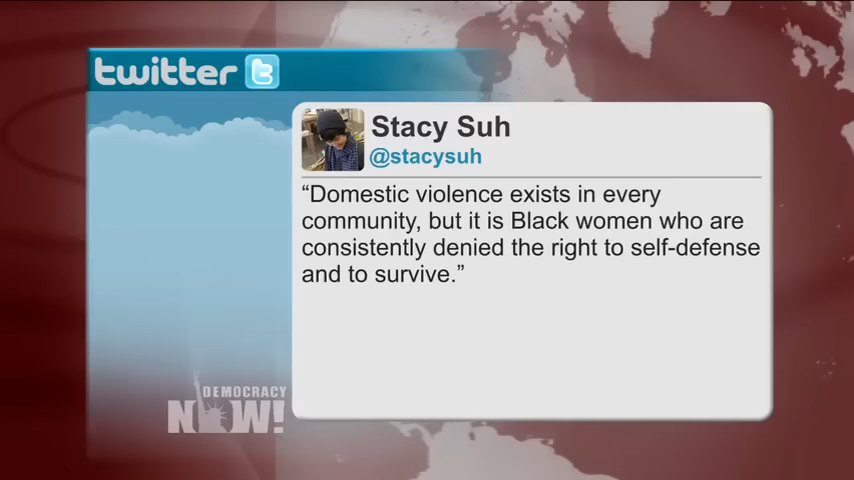 twitter
Stacy Suh
@stacysuh
“Domestic violence exists in every
community, but it is Black women who are
consistently denied the right to self-defense
and to survive.”
DEMOCRACY
NOW!